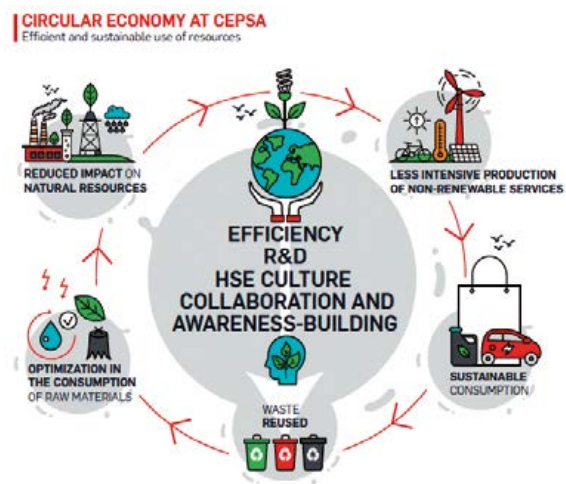 CIRCULAR ECONOMY AT CEPSA
Efficient and sustainable use of resources
REDUCED IMPACT ON
NATURAL RESOURCES
LESS INTENSIVE PRODUCTION
OF NON-RENEWABLE SERVICES
EFFICIENCY
R&D
HSE CULTURE
COLLABORATION AND
AWARENESS-BUILDING
OPTIMIZATION IN
THE CONSUMPTION
OF RAW MATERIALS
SUSTAINABLE
CONSUMPTION
WASTE
REUSED